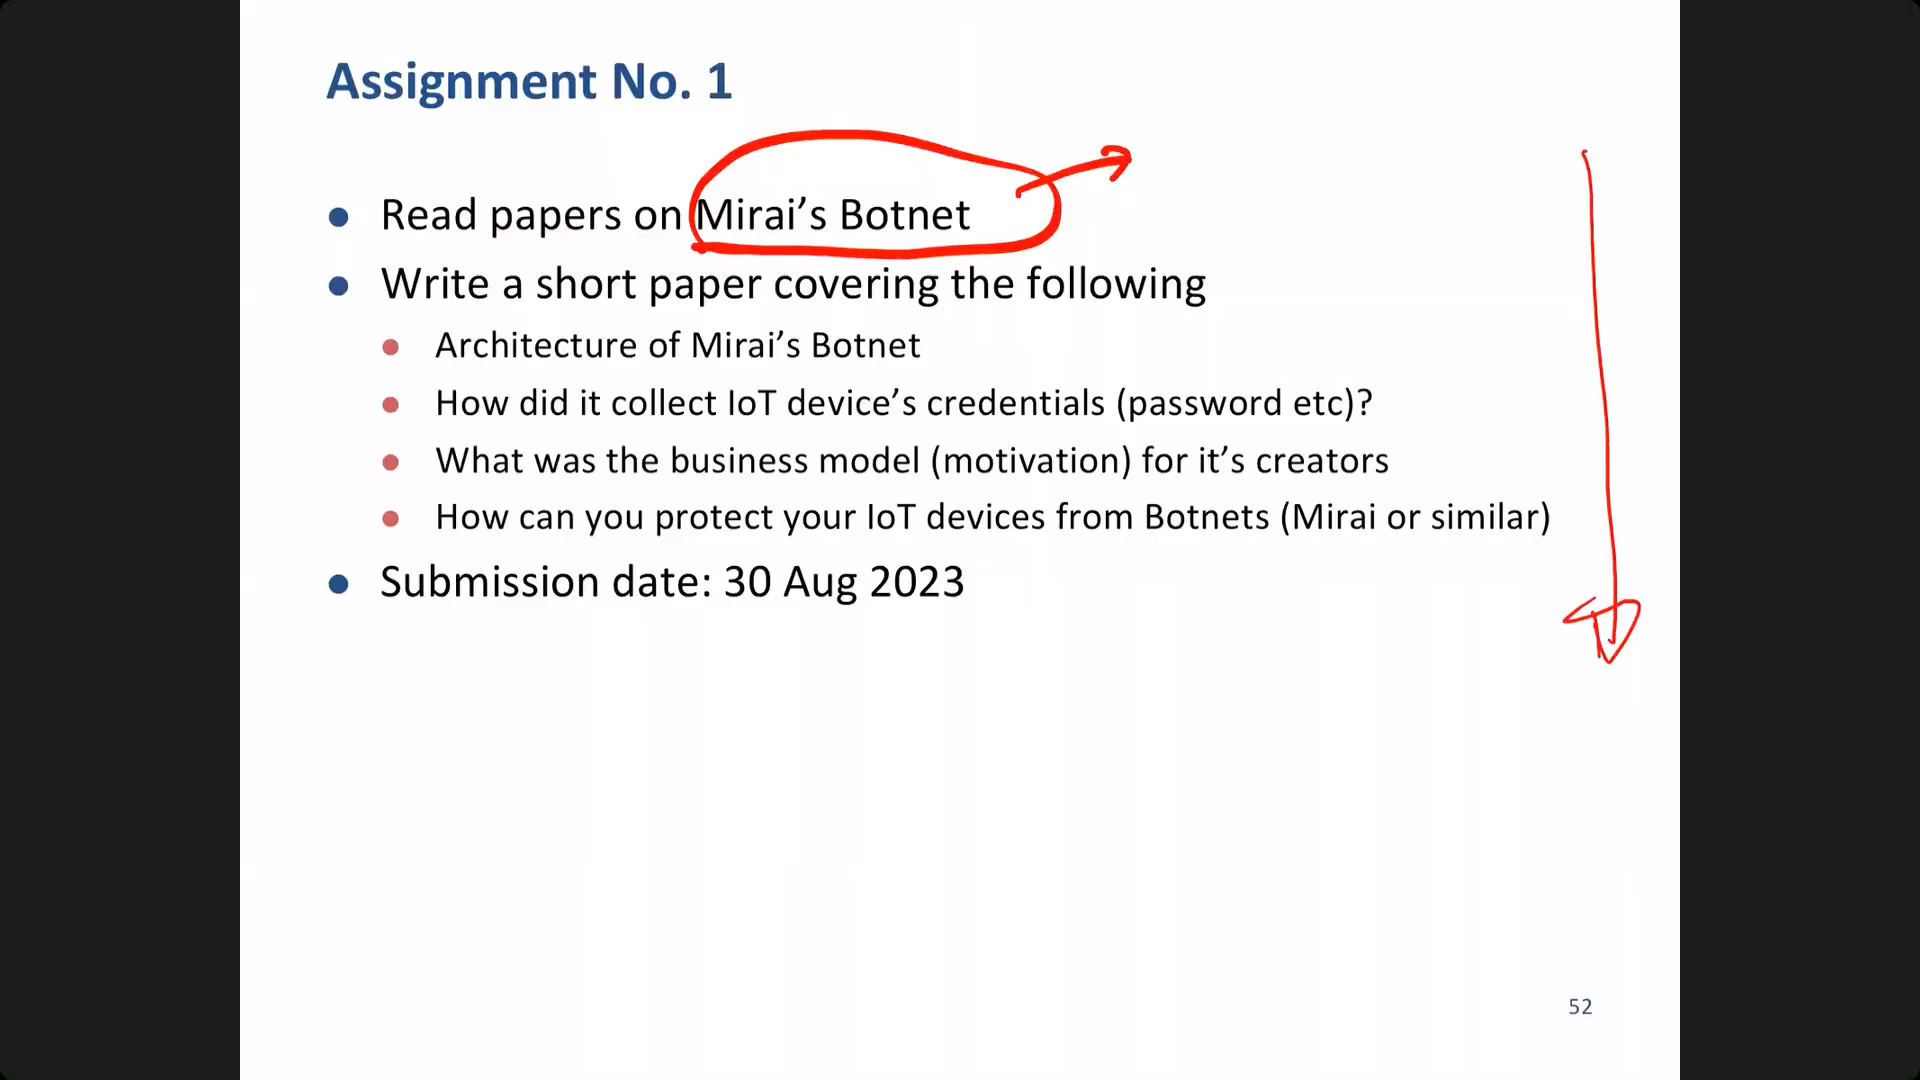 Assignment No. 1
Read papers on Mirai’s Botnet
Write a short paper covering the following
Architecture of Mirai’s Botnet
How did it collect IoT device’s credentials (password etc)?
What was the business model (motivation) for it’s creators
How can you protect your IoT devices from Botnets (Mirai or similar)
Submission date: 30 Aug 2023
52